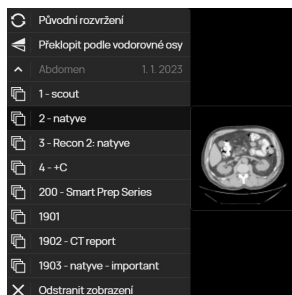 Původní rozvržení
Překlopit podle vodorovné osy
Abdomen 1. 1. 2023
1 - scout
2 - natyve
3 - Recon 2: natyve
4 - +C
200 - Smart Prep Series
1901
1902 - CT report
1903 - natyve - important
Odstranit zobrazení